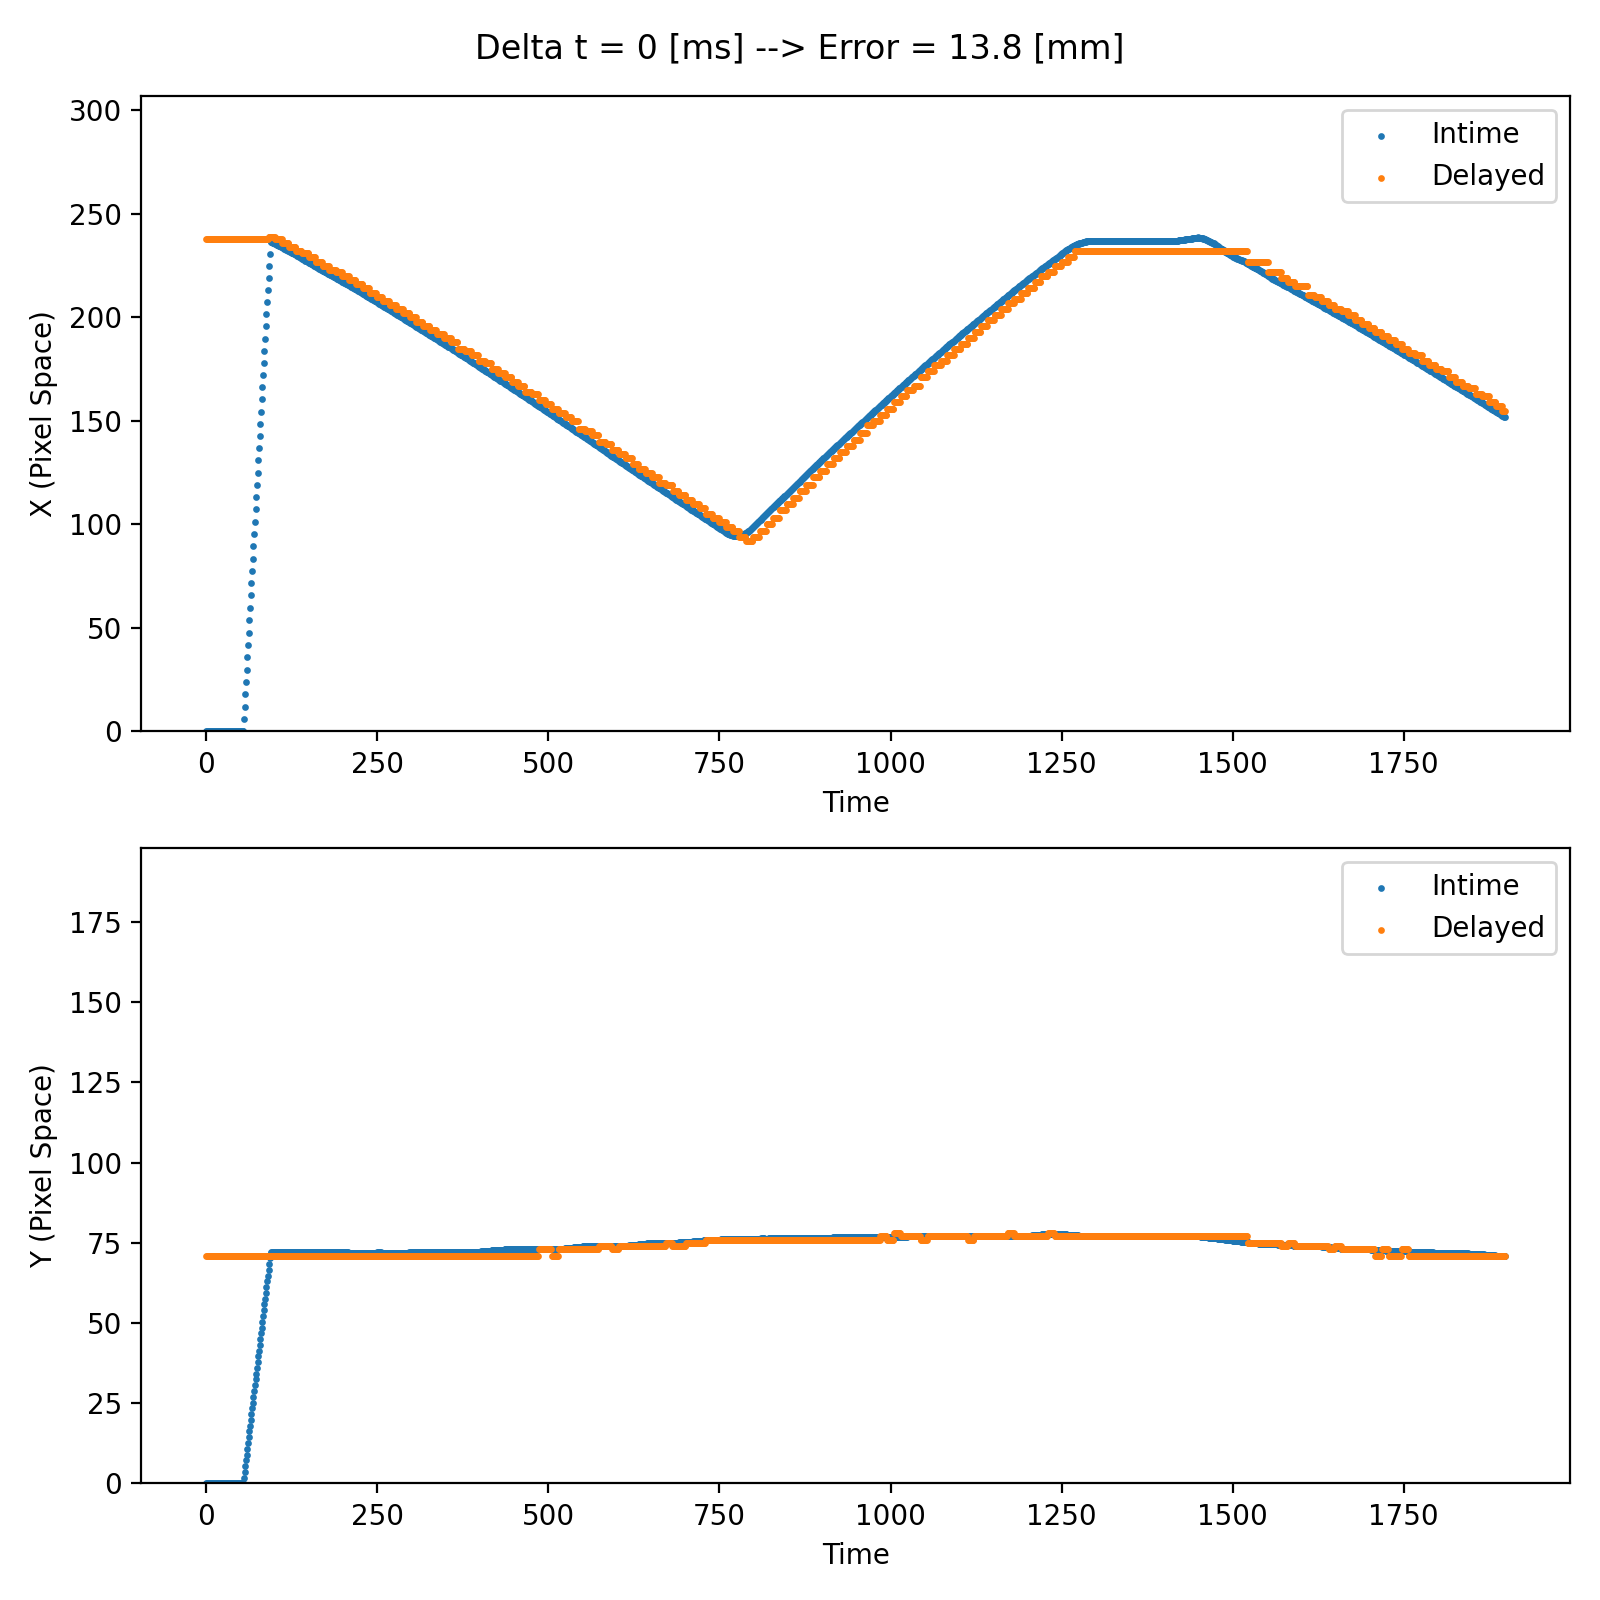 Delta t = 0 [ms] --> Error = 13.8 [mm]
300
250
200
150
100
50
0
X (Pixel Space)
Intime
Delayed
0 250 500 750 1000 1250 1500 1750
Time
175
150
125
100
75
50
25
0
Y (Pixel Space)
Intime
Delayed
0 250 500 750 1000 1250 1500 1750
Time